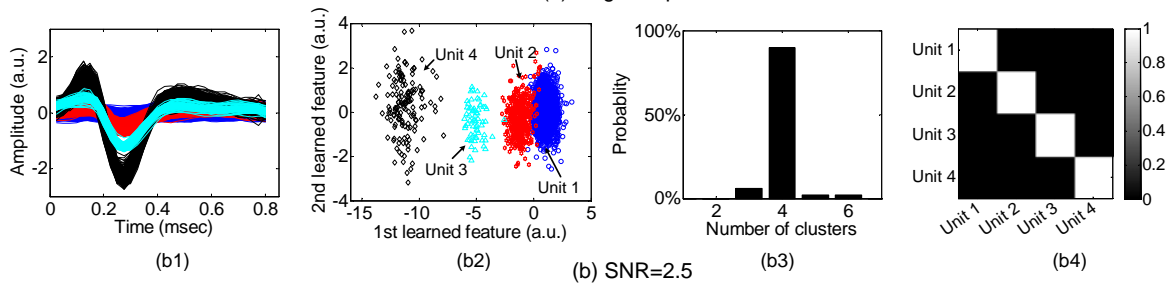 Amplitude (a.u.)
2
0
-2
0 0.2 0.4 0.6 0.8
Time (msec)
(b1)
2nd learned feature (a.u.)
4
2
0
-2
-4
Unit 4
Unit 2
Unit 3
Unit 1
-15 -10 -5 0 5
1st learned feature (a.u.)
(b2)
Probablity
100%
50%
0%
2 4 6
Number of clusters
(b3)
Unit 1
Unit 2
Unit 3
Unit 4
Unit 1 Unit 2 Unit 3 Unit 4
1
0.8
0.6
0.4
0.2
0
(b4)
(b) SNR=2.5